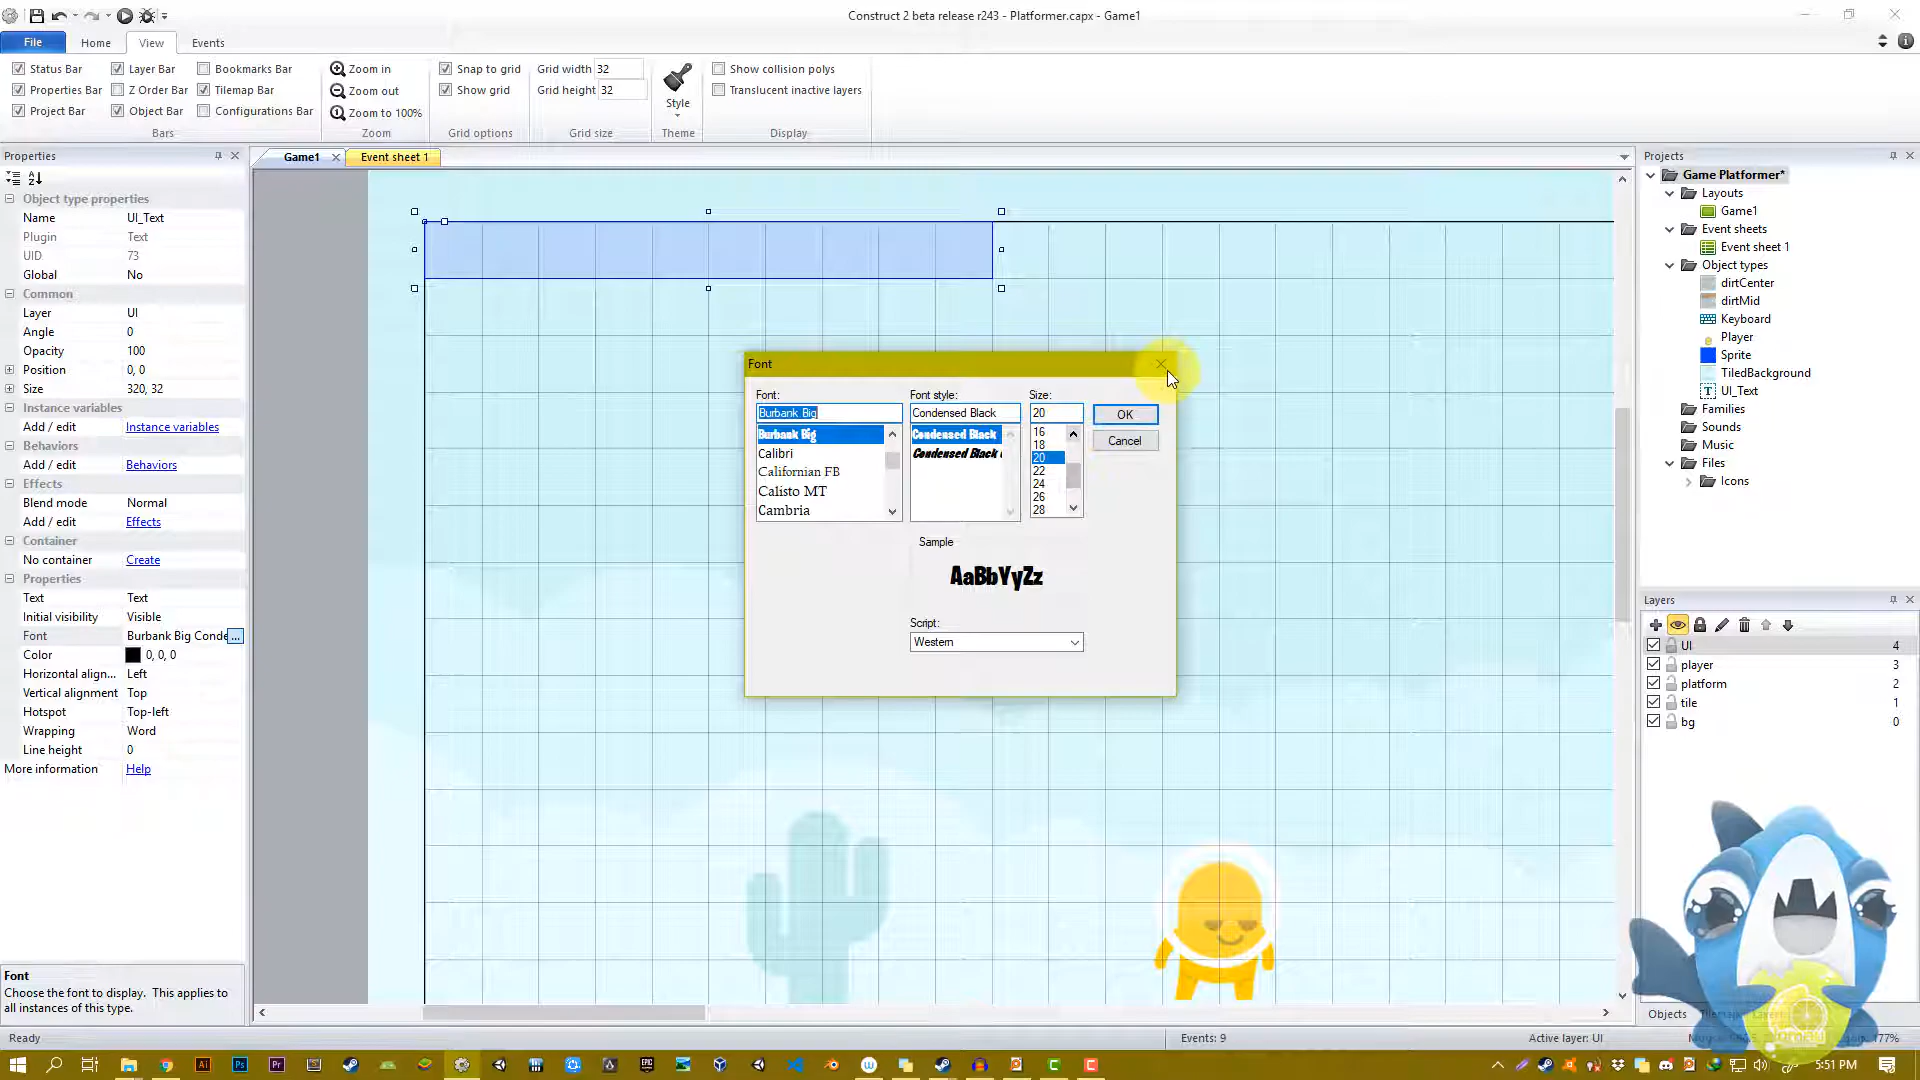 Construct 2 beta release r243 - Platformer.capx - Game1
File Home View Events
Status Bar Layer Bar Bookmarks Bar
Properties Bar Z Order Bar Tilemap Bar
Project Bar Object Bar Configurations Bar
Bars
Zoom in
Zoom out
Zoom to 100%
Zoom
Snap to grid
Show grid
Grid options
Grid width 32
Grid height 32
Grid size
Style
Theme
Show collision polys
Translucent inactive layers
Display
Properties
Object type properties
Name UI_Text
Plugin Text
UID 73
Global No
Common
Layer UI
Angle 0
Opacity 100
Position 0, 0
Size 320, 32
Instance variables
Add / edit Instance variables
Behaviors
Add / edit Behaviors
Effects
Blend mode Normal
Add / edit Effects
Container
No container Create
Properties
Text Text
Initial visibility Visible
Font Burbank Big Conde ...
Color 0, 0, 0
Horizontal align... Left
Vertical alignment Top
Hotspot Top-left
Wrapping Word
Line height 0
More information Help
Font
Choose the font to display. This applies to
all instances of this type.
Game1
Event sheet 1
Font
Font: Font style: Size:
Burbank Big Condensed Black 20
Burbank Big
Calibri
Californian FB
Calisto MT
Cambria
Condensed Black
Condensed Black
16
18
20
22
24
26
28
OK
Cancel
Sample
AaBbYyZz
Script:
Western
Projects
Game Platformer*
Layouts
Game1
Event sheets
Event sheet 1
Object types
dirtCenter
dirtMid
Keyboard
Player
Sprite
TiledBackground
T UI_Text
Families
Sounds
Music
Files
Icons
Layers
UI 4
player 3
platform 2
tile 1
bg 0
Objects
Ready
Events: 9
Active layer: UI
177%
Ai Ps Pr
EPIC
5:51 PM